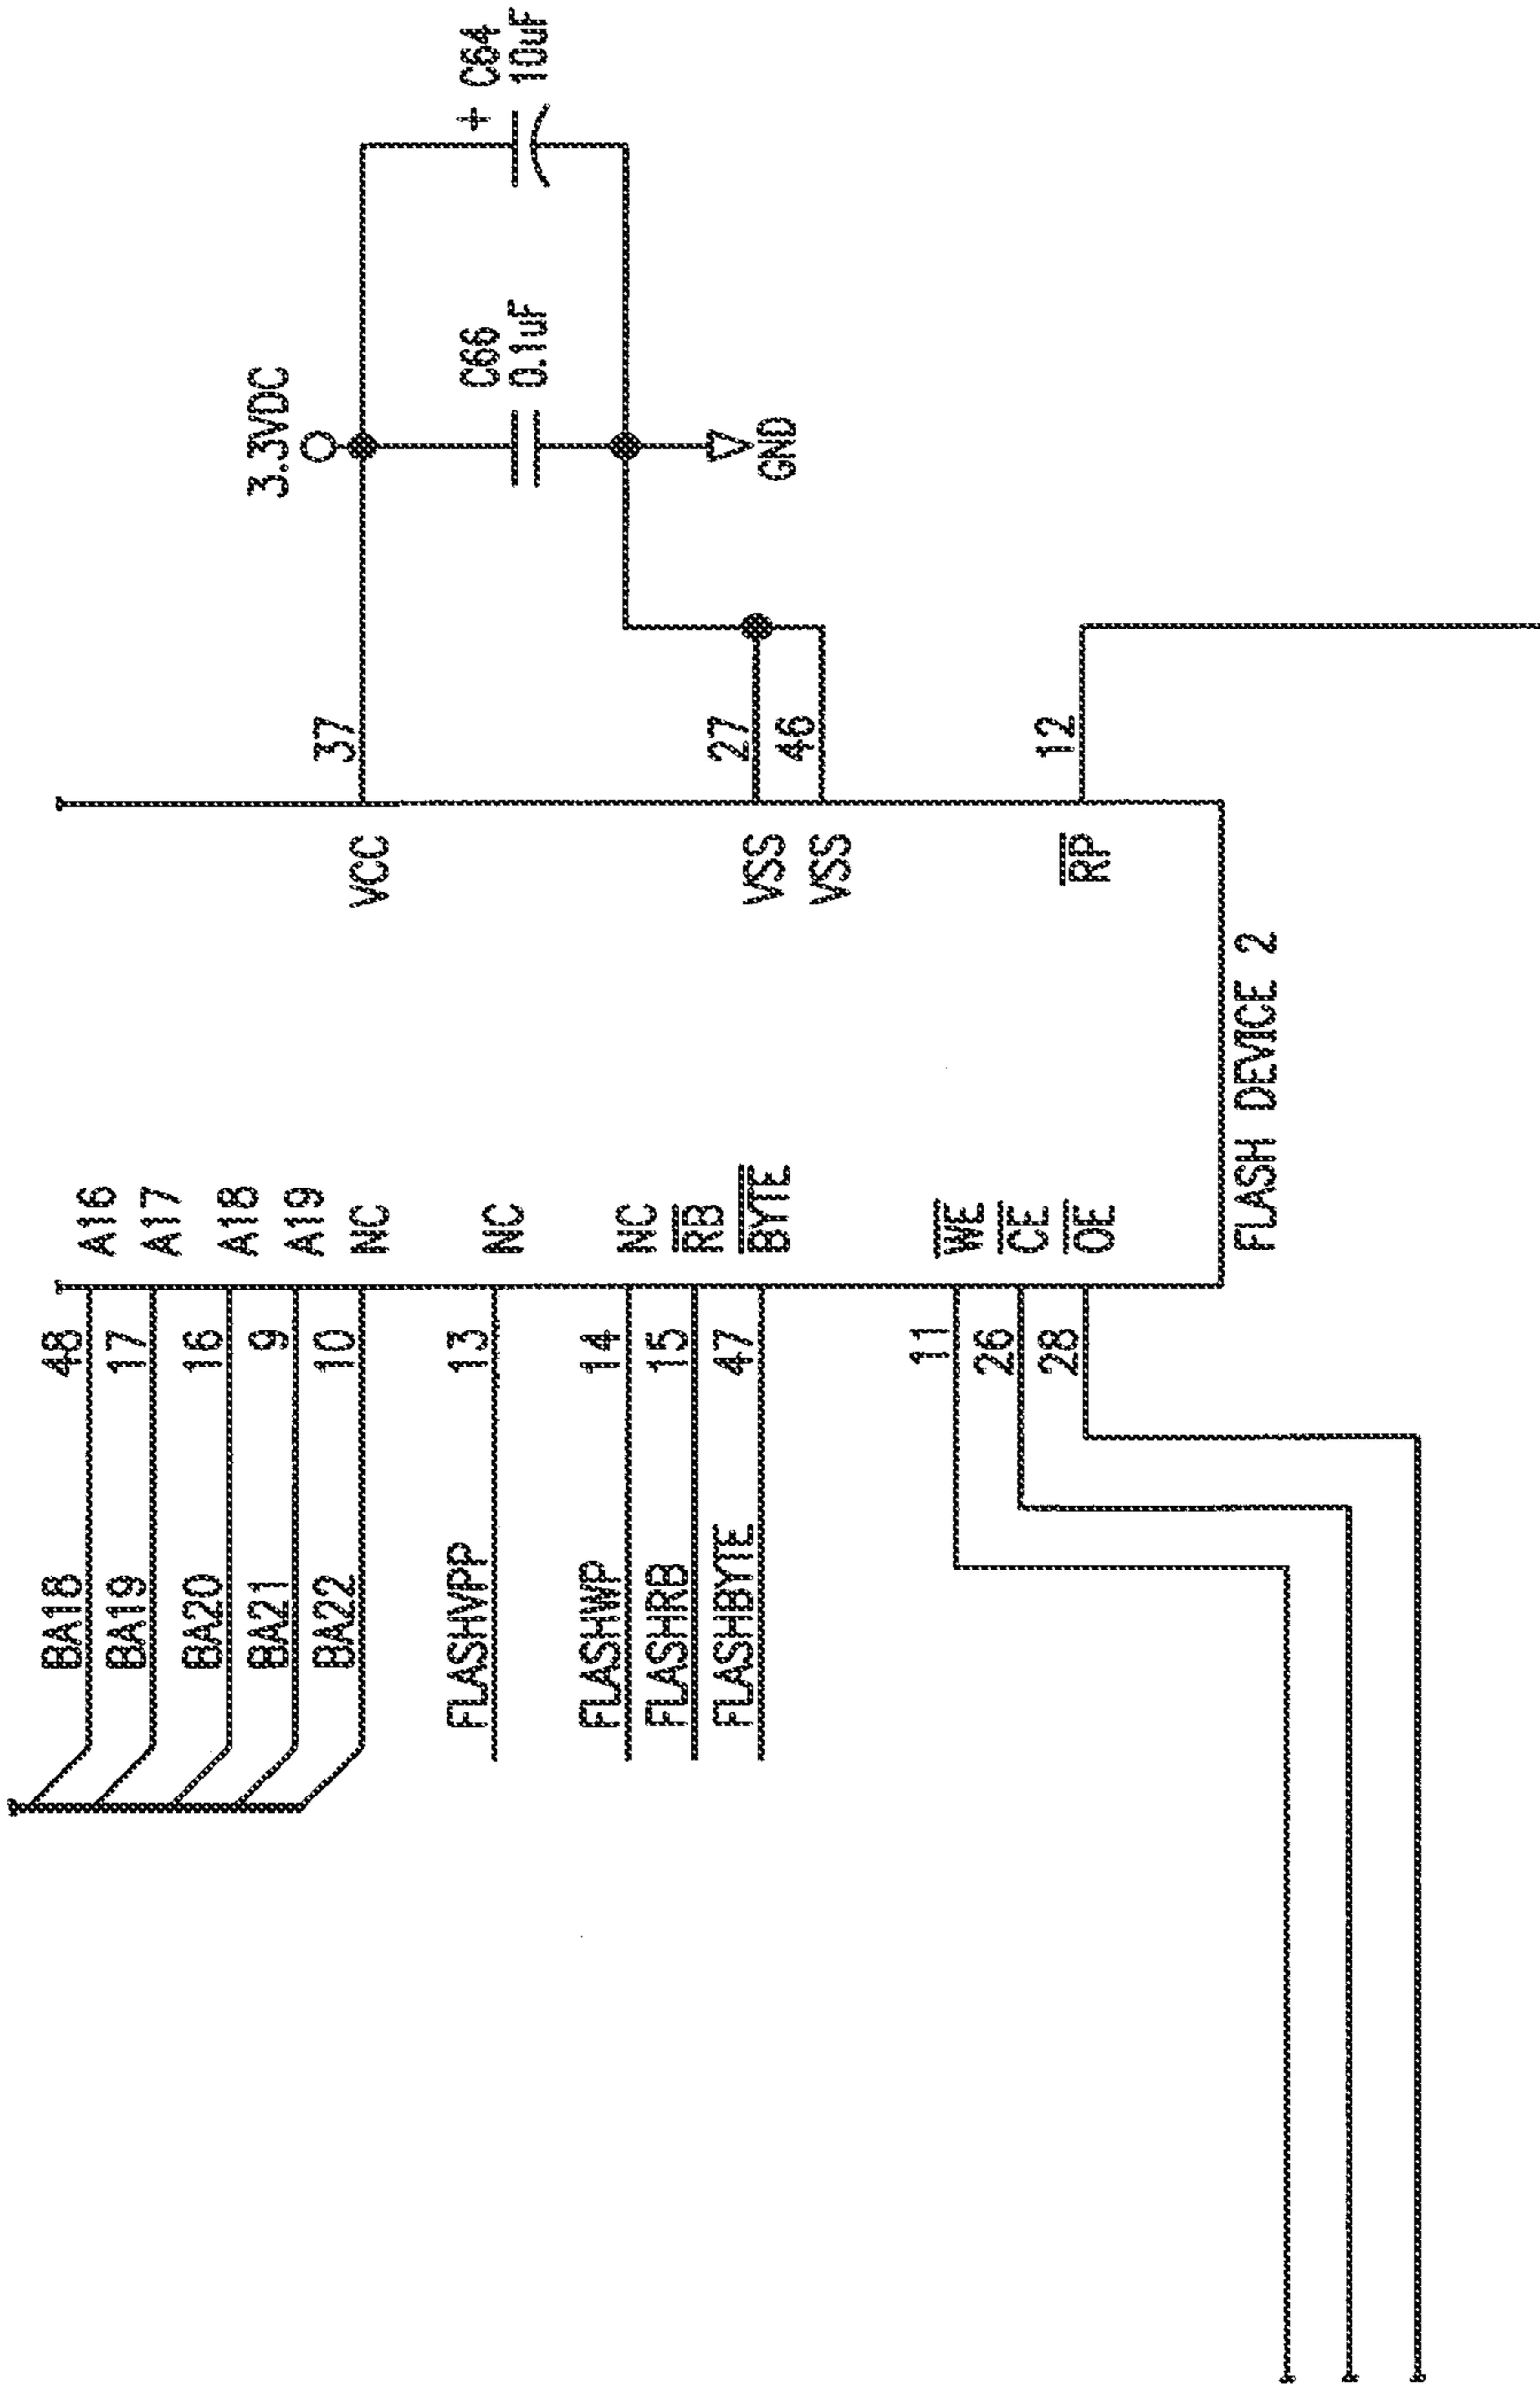 3.3VDC
+ C64
10uF
C66
0.1uF
GND
37
27
46
12
VCC
VSS
VSS
RP
A16
A17
A18
A19
NC
NC
NC
RB
BYTE
WE
CE
OE
FLASH DEVICE 2
48
17
16
9
10
13
14
15
47
11
26
28
BA18
BA19
BA20
BA21
BA22
FLASHVPP
FLASHWP
FLASHRB
FLASHBYTE